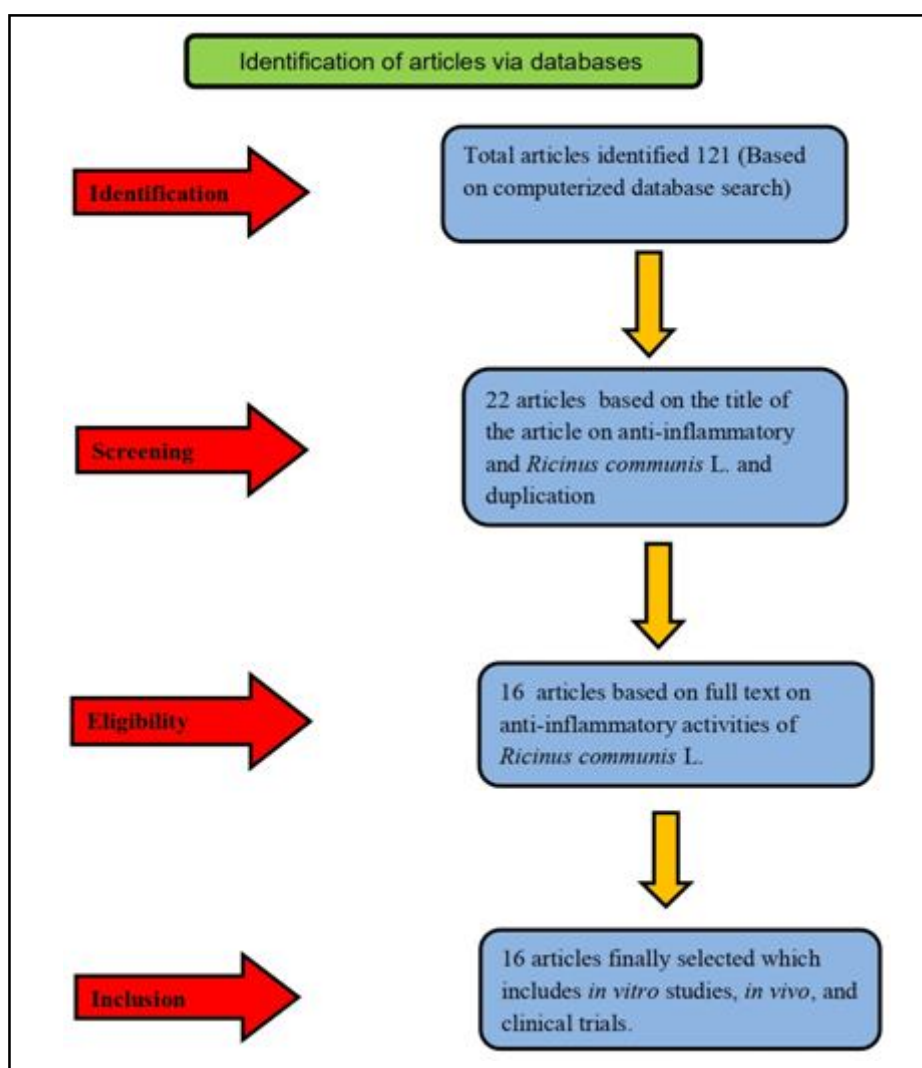 Identification of articles via databases
Identification
Total articles identified 121 (Based
on computerized database search)
Screening
22 articles based on the title of
the article on anti-inflammatory
and Ricinus communis L. and
duplication
Eligibility
16 articles based on full text on
anti-inflammatory activities of
Ricinus communis L.
Inclusion
16 articles finally selected which
includes in vitro studies, in vivo, and
clinical trials.